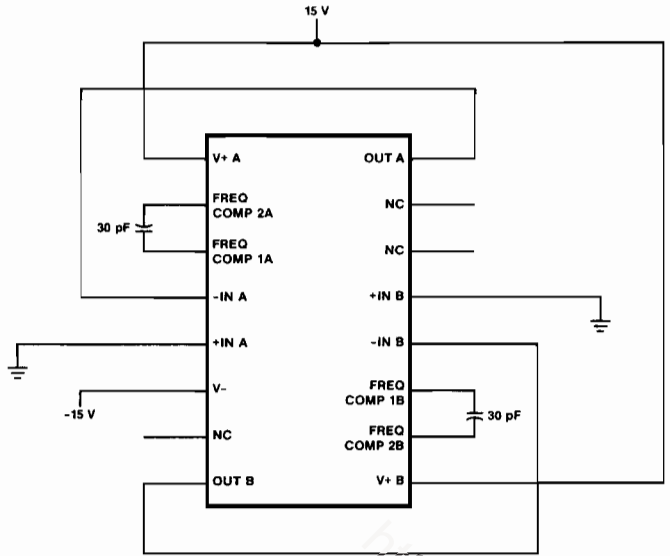 15 V
V+ A
OUT A
FREQ
COMP 2A
NC
30 pF
FREQ
COMP 1A
NC
-IN A
+IN B
+IN A
-IN B
V-
FREQ
COMP 1B
-15 V
30 pF
NC
FREQ
COMP 2B
OUT B
V+ B